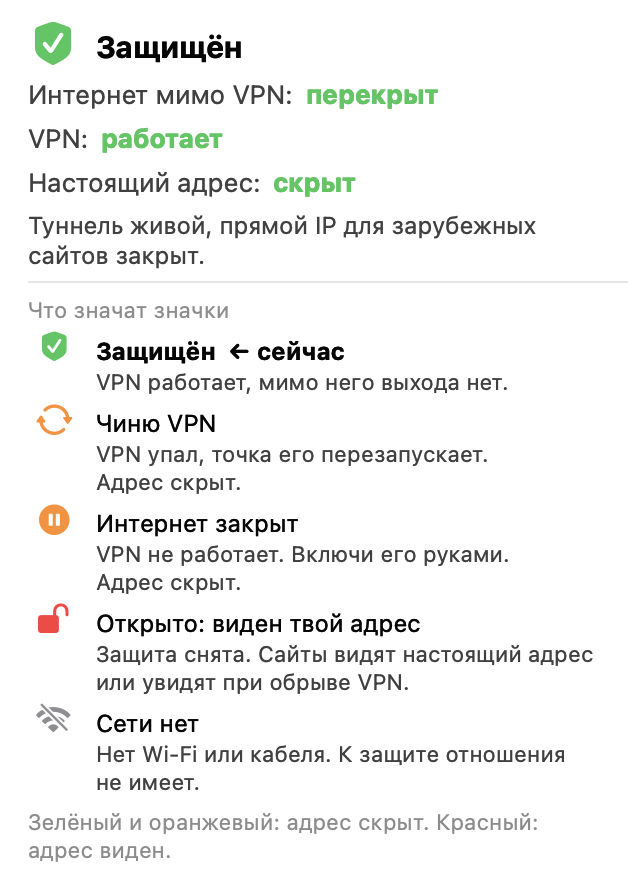 Защищён
Интернет мимо VPN: перекрыт
VPN: работает
Настоящий адрес: скрыт
Туннель живой, прямой IP для зарубежных
сайтов закрыт.
Что значат значки
Защищён ← сейчас
VPN работает, мимо него выхода нет.
Чиню VPN
VPN упал, точка его перезапускает.
Адрес скрыт.
Интернет закрыт
VPN не работает. Включи его руками.
Адрес скрыт.
Открыто: виден твой адрес
Защита снята. Сайты видят настоящий адрес
или увидят при обрыве VPN.
Сети нет
Нет Wi-Fi или кабеля. К защите отношения
не имеет.
Зелёный и оранжевый: адрес скрыт. Красный:
адрес виден.